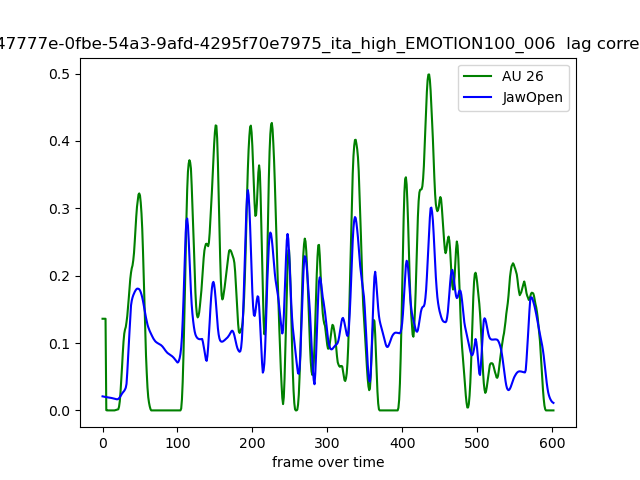 47777e-0fbe-54a3-9afd-4295f70e7975_ita_high_EMOTION100_006 lag corre
AU 26
JawOpen
0.5
0.4
0.3
0.2
0.1
0.0
0 100 200 300 400 500 600
frame over time